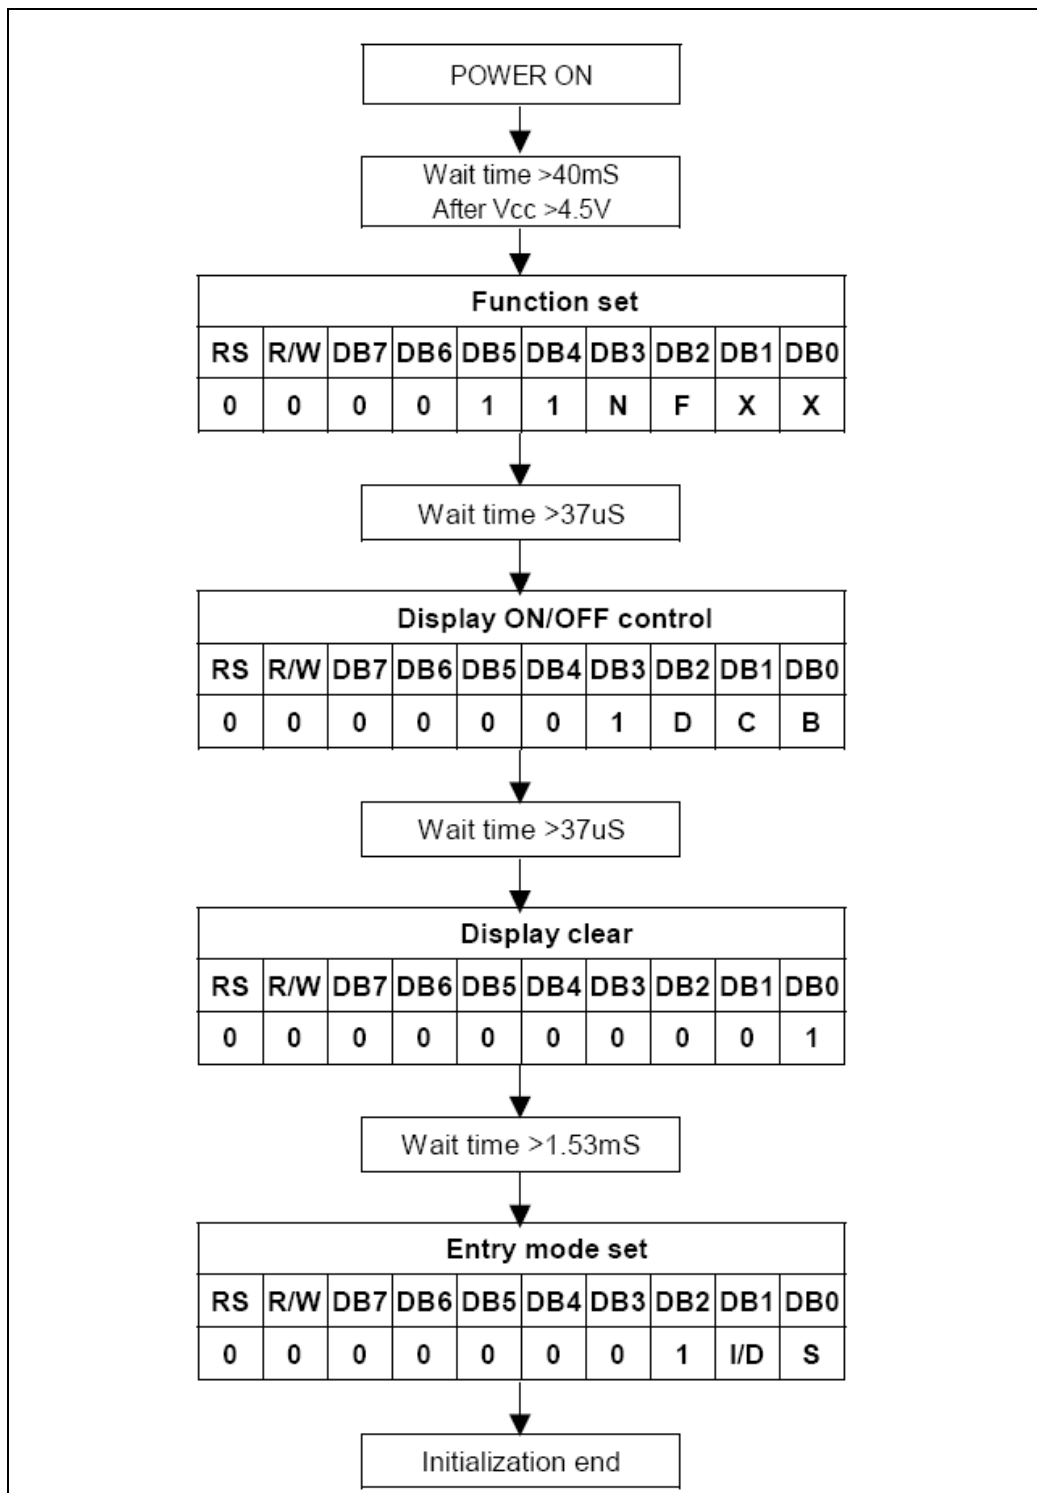 POWER ON
Wait time >40mS
After Vcc >4.5V
Function set
RS R/W DB7 DB6 DB5 DB4 DB3 DB2 DB1 DB0
0 0 0 0 1 1 N F X X
Wait time >37uS
Display ON/OFF control
RS R/W DB7 DB6 DB5 DB4 DB3 DB2 DB1 DB0
0 0 0 0 0 0 1 D C B
Wait time >37uS
Display clear
RS R/W DB7 DB6 DB5 DB4 DB3 DB2 DB1 DB0
0 0 0 0 0 0 0 0 0 1
Wait time >1.53mS
Entry mode set
RS R/W DB7 DB6 DB5 DB4 DB3 DB2 DB1 DB0
0 0 0 0 0 0 0 1 I/D S
Initialization end